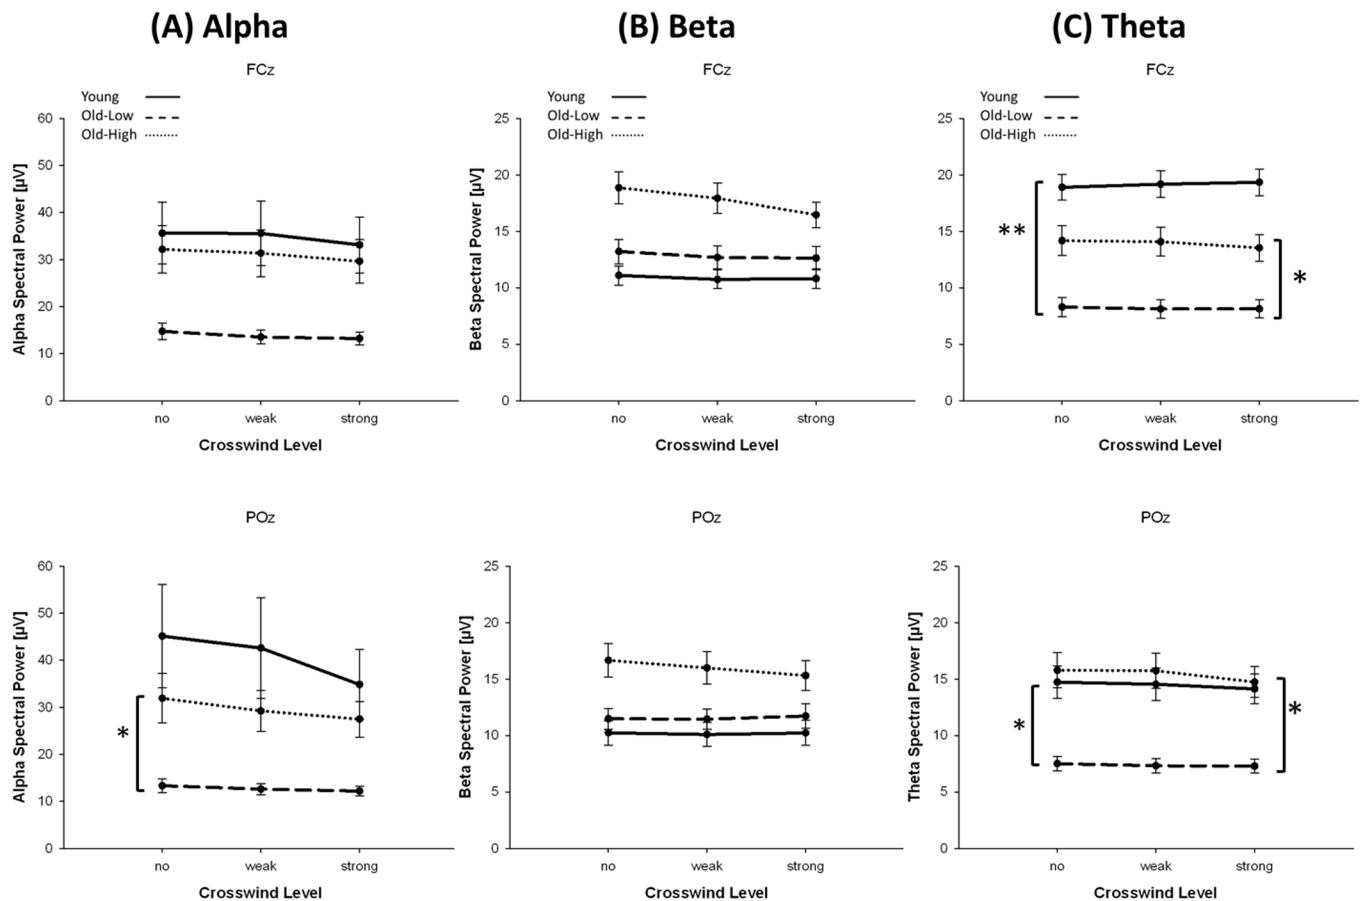 (A) Alpha
FCz
Young
Old-Low
Old-High
60
50
40
30
20
10
0
Alpha Spectral Power [µV]
no weak strong
Crosswind Level
(B) Beta
FCz
Young
Old-Low
Old-High
25
20
15
10
5
0
Beta Spectral Power [µV]
no weak strong
Crosswind Level
(C) Theta
FCz
Young
Old-Low
Old-High
25
20
15
10
5
0
**
*
no weak strong
Crosswind Level
POz
60
50
40
30
20
10
0
Alpha Spectral Power [µV]
*
no weak strong
Crosswind Level
POz
25
20
15
10
5
0
Beta Spectral Power [µV]
no weak strong
Crosswind Level
POz
25
20
15
10
5
0
Theta Spectral Power [µV]
*
*
no weak strong
Crosswind Level